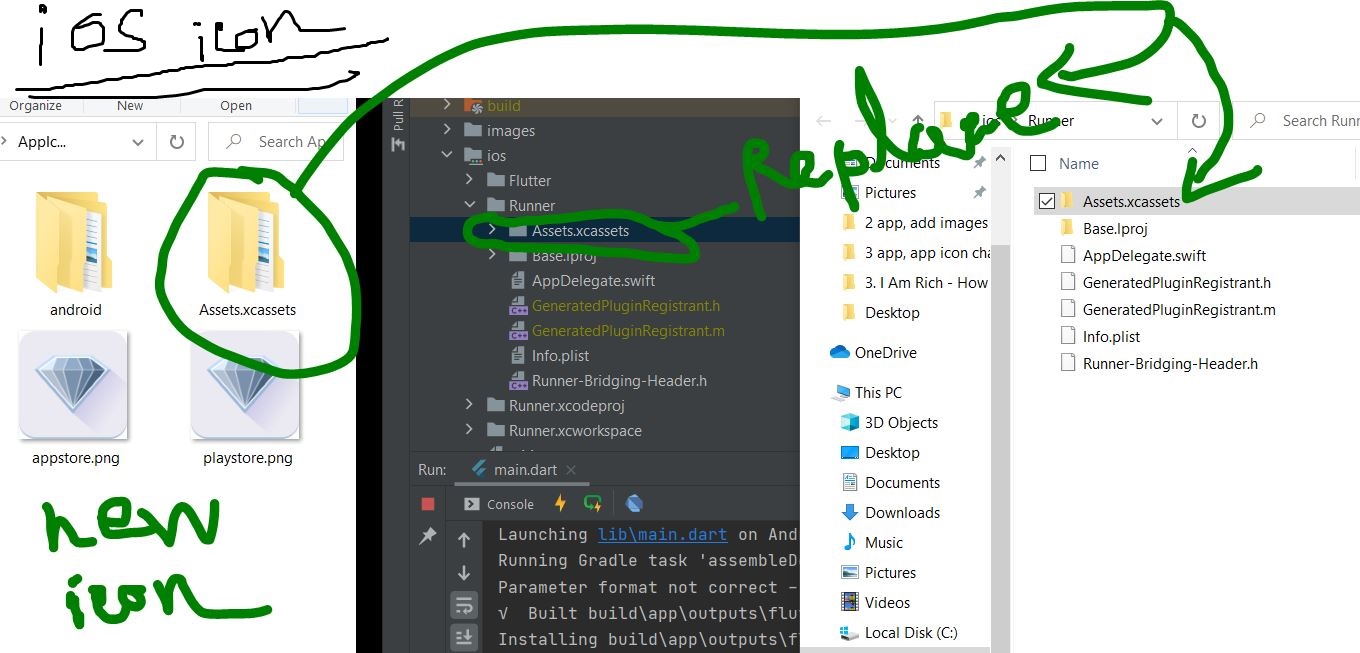 ios icon
Organize New Open
Applc...
Search Ap
android
Assets.xcassets
appstore.png
playstore.png
new
icon
Pull R
build
images
ios
Flutter
Runner
Assets.xcassets
Base.lproj
AppDelegate.swift
GeneratedPluginRegistrant.h
GeneratedPluginRegistrant.m
Info.plist
Runner-Bridging-Header.h
Runner.xcodeproj
Runner.xcworkspace
Run: main.dart
Console
Launching lib\main.dart on And
Running Gradle task 'assembleD
Parameter format not correct -
√ Built build\app\outputs\flu
Installing build\app\outputs\f
Replace
ios Runner
Search Runn
Documents
Pictures
2 app, add images
3 app, app icon cha
3. I Am Rich - How
Desktop
OneDrive
This PC
3D Objects
Desktop
Documents
Downloads
Music
Pictures
Videos
Local Disk (C:)
Name
Assets.xcassets
Base.lproj
AppDelegate.swift
GeneratedPluginRegistrant.h
GeneratedPluginRegistrant.m
Info.plist
Runner-Bridging-Header.h